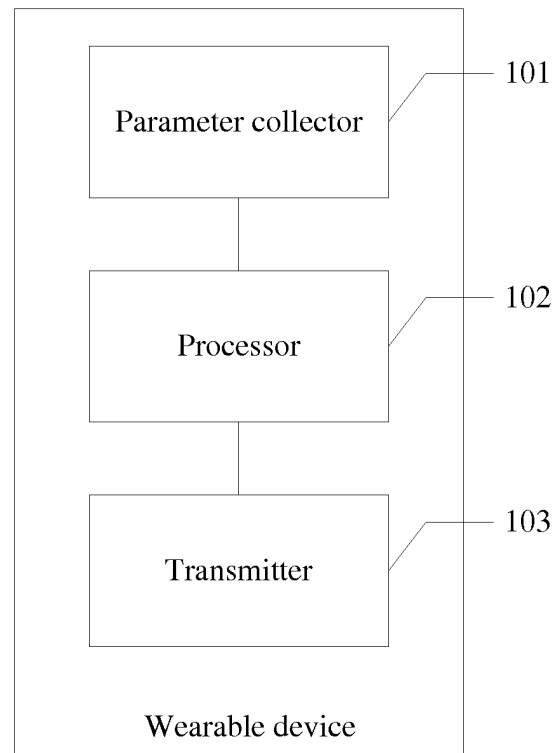 101
Parameter collector
102
Processor
103
Transmitter
Wearable device